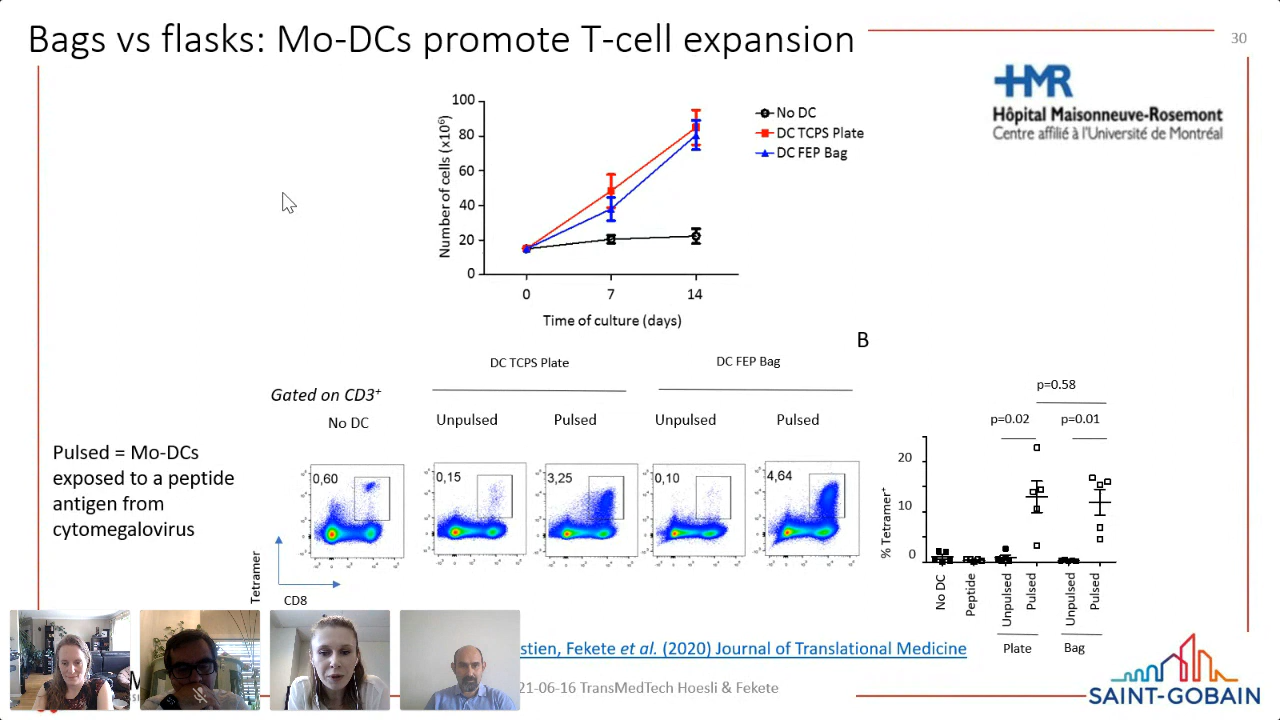 Bags vs flasks: Mo-DCs promote T-cell expansion
30
HMR
Hôpital Maisonneuve-Rosemont
Centre affilié à l'Université de Montréal
Number of cells (x10⁶)
100
80
60
40
20
0
0 7 14
Time of culture (days)
No DC
DC TCPS Plate
DC FEP Bag
B
DC TCPS Plate
DC FEP Bag
Gated on CD3⁺
No DC
Unpulsed
Pulsed
Unpulsed
Pulsed
Pulsed = Mo-DCs
exposed to a peptide
antigen from
cytomegalovirus
0,60
0,15
3,25
0,10
4,64
Tetramer
CD8
p=0.58
p=0.02
p=0.01
% Tetramer⁺
20
10
0
No DC
Peptide
Unpulsed
Pulsed
Unpulsed
Pulsed
Plate
Bag
stien, Fekete et al. (2020) Journal of Translational Medicine
21-06-16 TransMedTech Hoesli & Fekete
SAINT-GOBAIN